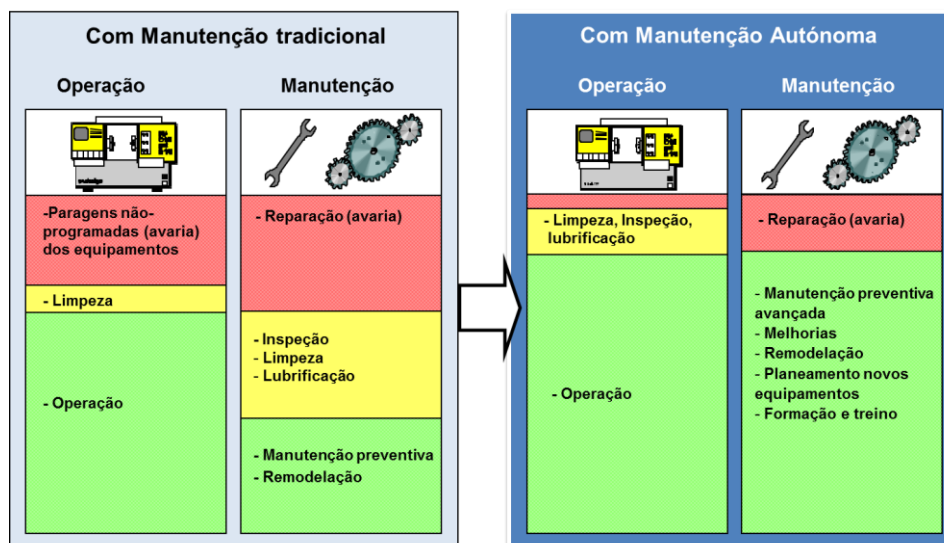 Com Manutenção tradicional
Operação
Manutenção
-Paragens não-
programadas (avaria)
dos equipamentos
- Limpeza
- Operação
- Reparação (avaria)
- Inspeção
- Limpeza
- Lubrificação
- Manutenção preventiva
- Remodelação
Com Manutenção Autónoma
Operação
Manutenção
- Limpeza, Inspeção,
lubrificação
- Operação
- Reparação (avaria)
- Manutenção preventiva
avançada
- Melhorias
- Remodelação
- Planeamento novos
equipamentos
- Formação e treino